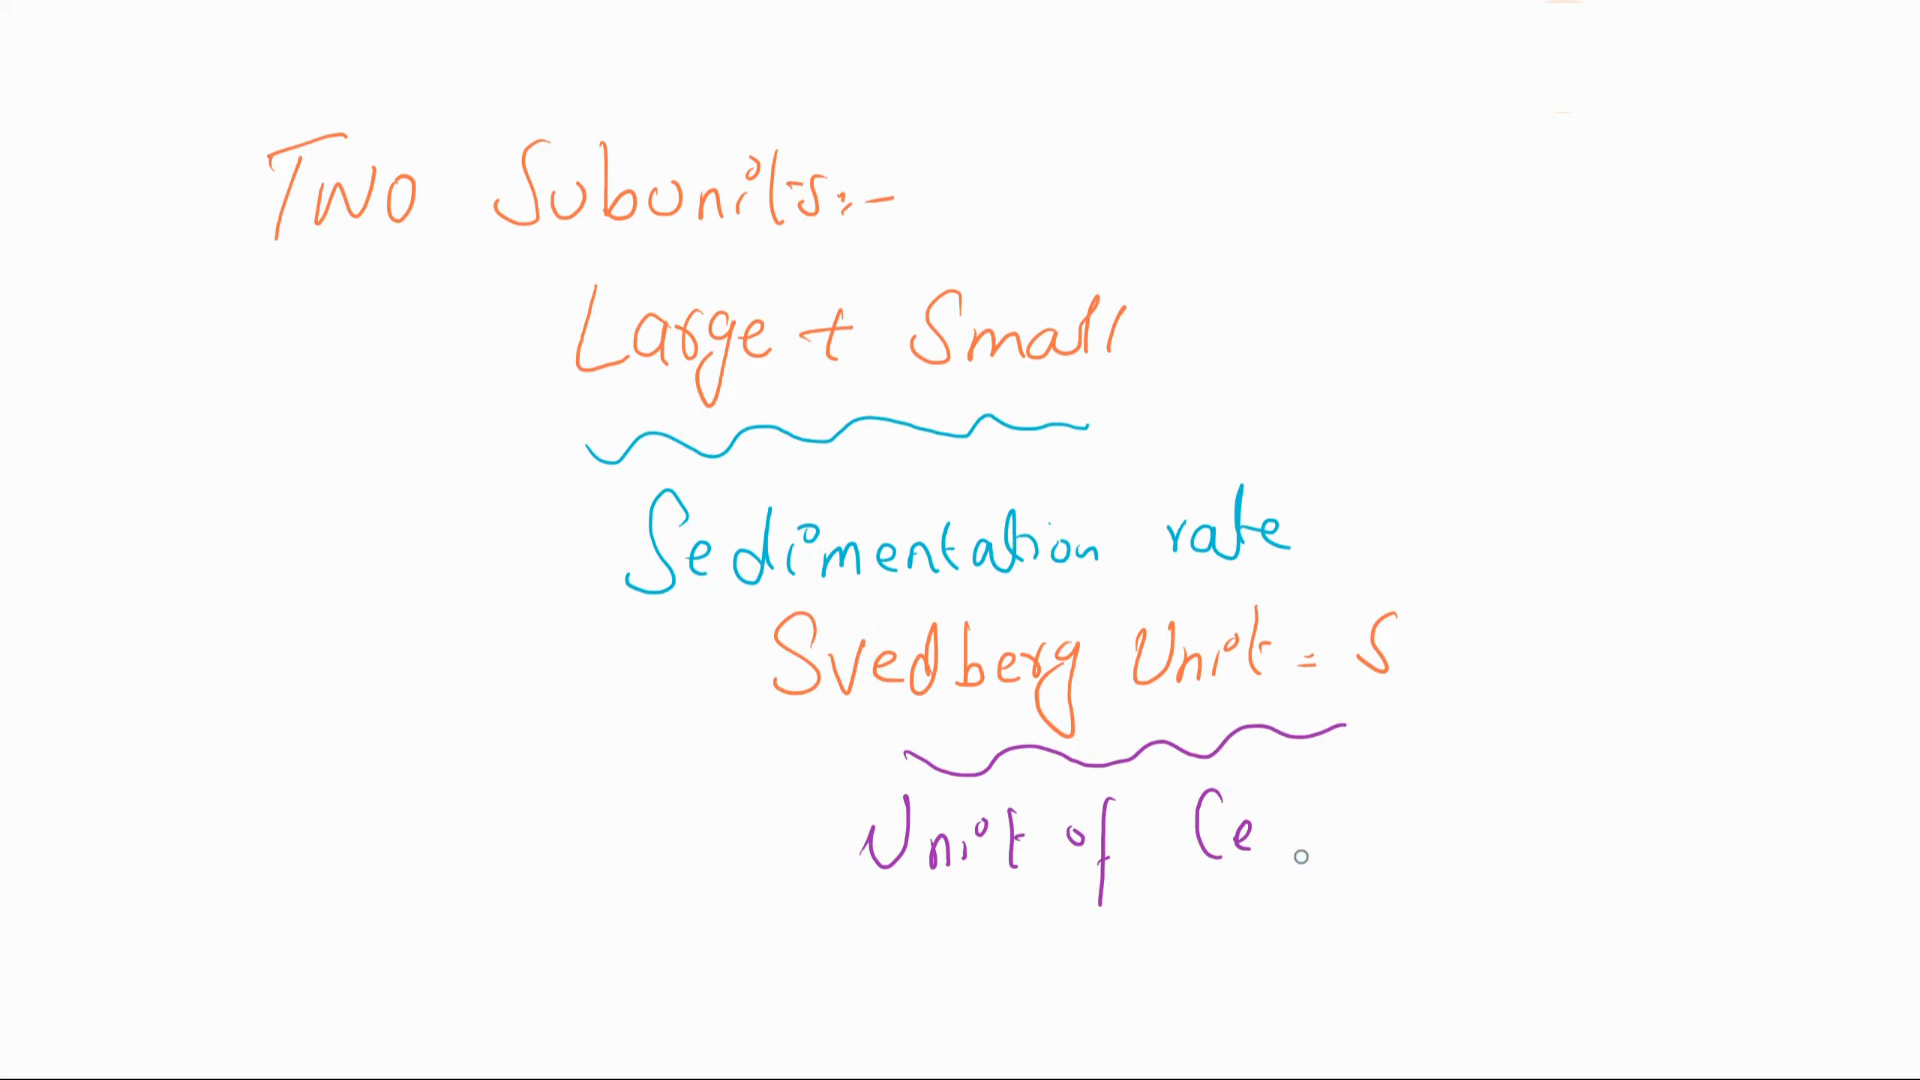 Two Subunits:-
Large + Small
Sedimentation rate
Svedberg Unit = S
Unit of Ce